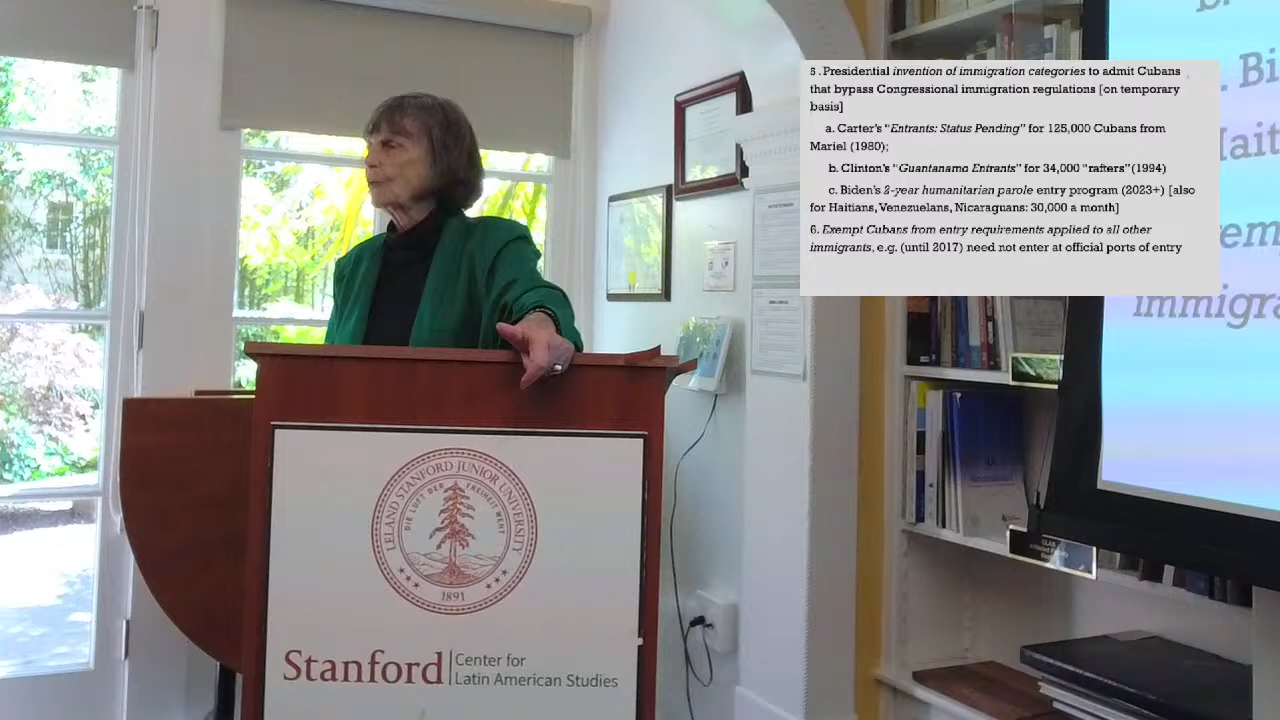 5. Presidential invention of immigration categories to admit Cubans
that bypass Congressional immigration regulations [on temporary
basis]
a. Carter's "Entrants: Status Pending" for 125,000 Cubans from
Mariel (1980);
b. Clinton's "Guantanamo Entrants" for 34,000 "rafters" (1994)
c. Biden's 2-year humanitarian parole entry program (2023+) [also
for Haitians, Venezuelans, Nicaraguans: 30,000 a month]
6. Exempt Cubans from entry requirements applied to all other
immigrants, e.g. (until 2017) need not enter at official ports of entry
b.
. Bi
Hait
rem
immigra
LELAND STANFORD JUNIOR UNIVERSITY
DIE LUFT DER FREIHEIT WEHT
1891
Stanford
Center for
Latin American Studies